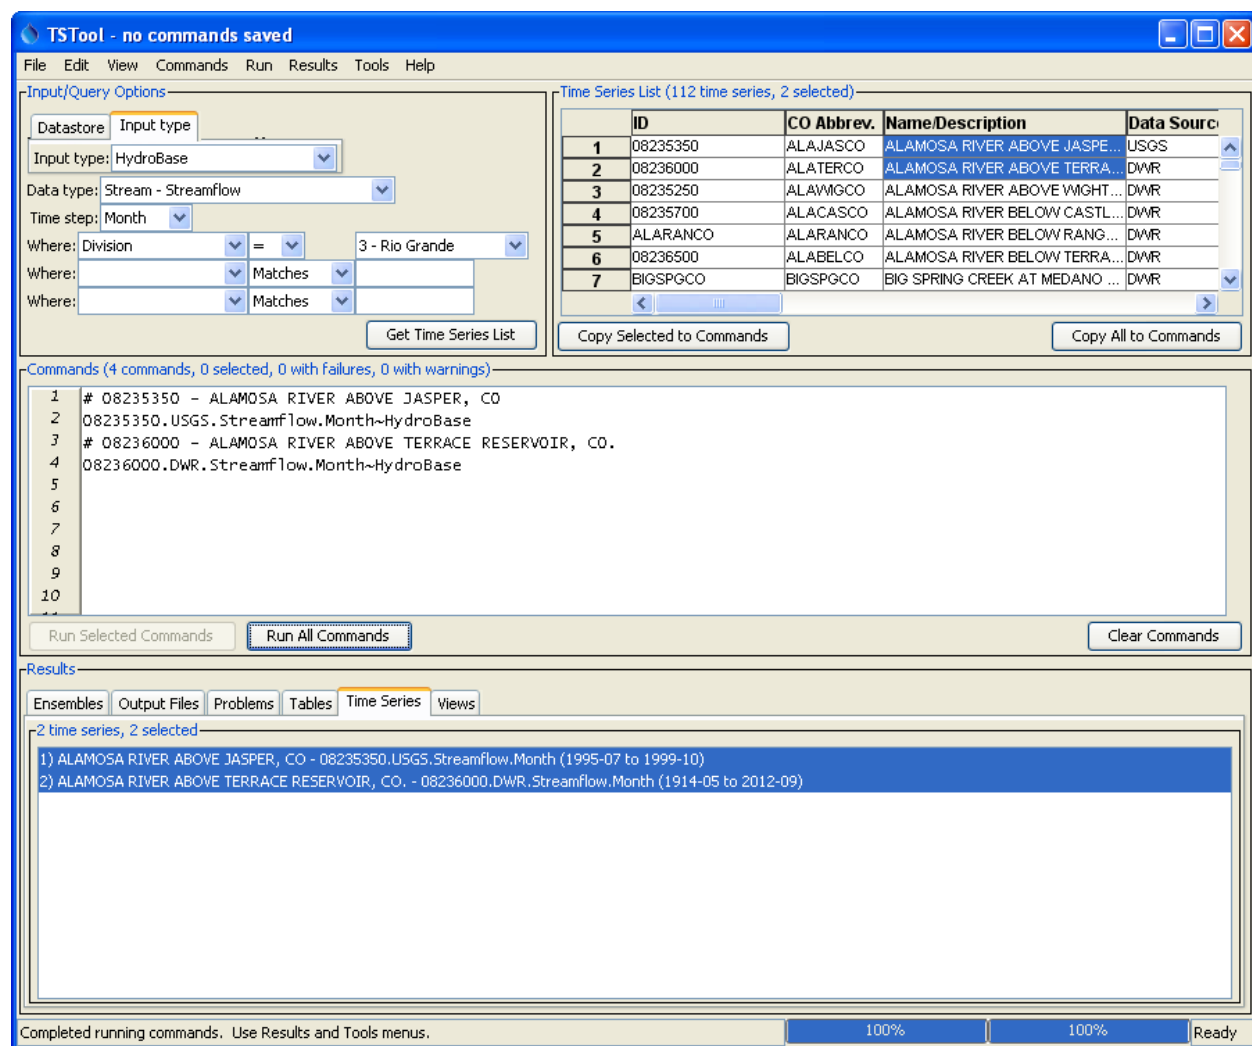 TSTool - no commands saved
File Edit View Commands Run Results Tools Help
Input/Query Options
Datastore Input type
Input type: HydroBase
Data type: Stream - Streamflow
Time step: Month
Where: Division = 3 - Rio Grande
Where: Matches
Where: Matches
Get Time Series List
Time Series List (112 time series, 2 selected)
ID CO Abbrev. Name/Description Data Sourc
1 08235350 ALAJASCO ALAMOSA RIVER ABOVE JASPE... USGS
2 08236000 ALATERCO ALAMOSA RIVER ABOVE TERRA... DWR
3 08235250 ALAWIGCO ALAMOSA RIVER ABOVE WIGHT... DWR
4 08235700 ALACASCO ALAMOSA RIVER BELOW CASTL... DWR
5 ALARANCO ALARANCO ALAMOSA RIVER BELOW RANG... DWR
6 08236500 ALABELCO ALAMOSA RIVER BELOW TERRA... DWR
7 BIGSPGCO BIGSPGCO BIG SPRING CREEK AT MEDANO ... DWR
Copy Selected to Commands Copy All to Commands
Commands (4 commands, 0 selected, 0 with failures, 0 with warnings)
1 # 08235350 - ALAMOSA RIVER ABOVE JASPER, CO
2 08235350.USGS.Streamflow.Month~HydroBase
3 # 08236000 - ALAMOSA RIVER ABOVE TERRACE RESERVOIR, CO.
4 08236000.DWR.Streamflow.Month~HydroBase
5
6
7
8
9
10
Run Selected Commands Run All Commands Clear Commands
Results
Ensembles Output Files Problems Tables Time Series Views
2 time series, 2 selected
1) ALAMOSA RIVER ABOVE JASPER, CO - 08235350.USGS.Streamflow.Month (1995-07 to 1999-10)
2) ALAMOSA RIVER ABOVE TERRACE RESERVOIR, CO. - 08236000.DWR.Streamflow.Month (1914-05 to 2012-09)
Completed running commands. Use Results and Tools menus. 100% 100% Ready